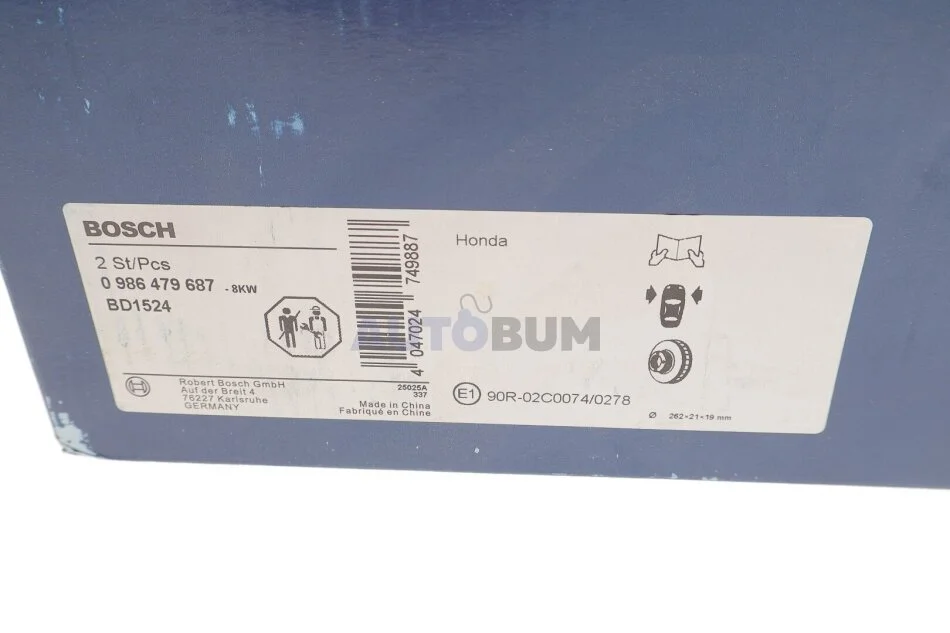 BOSCH
2 St/Pcs
0 986 479 687 - 8KW
BD1524
4 047024 749887
Honda
AUTOBUM
Robert Bosch GmbH
Auf der Breit 4
76227 Karlsruhe
GERMANY
25025A
337
Made in China
Fabriqué en Chine
E1 90R-02C0074/0278
Ø 262×21×19 mm